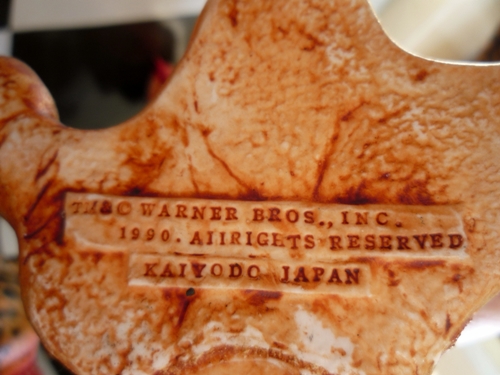 TM&© WARNER BROS., INC.
1990. AIIRIGETS RESERVED
KAIYODO JAPAN